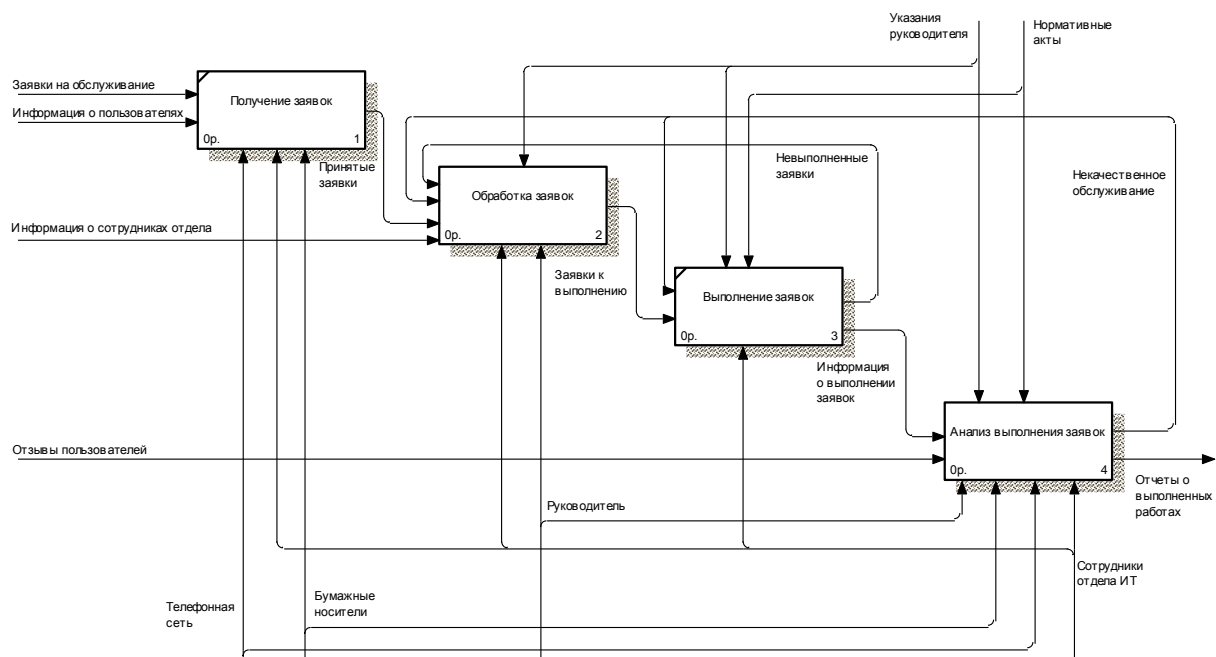 Указания
руководителя
Нормативные
акты
Заявки на обслуживание
Информация о пользователях
Получение заявок
0р.
1
Принятые
заявки
Невыполненные
заявки
Некачественное
обслуживание
Обработка заявок
0р.
2
Информация о сотрудниках отдела
Заявки к
выполнению
Выполнение заявок
0р.
3
Информация
о выполнении
заявок
Анализ выполнения заявок
0р.
4
Отзывы пользователей
Отчеты о
выполненных
работах
Руководитель
Сотрудники
отдела ИТ
Бумажные
носители
Телефонная
сеть